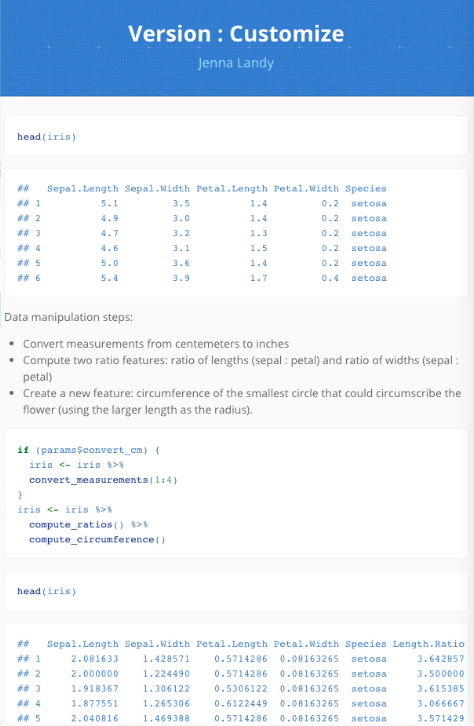 Version : Customize
Jenna Landy
head(iris)
##   Sepal.Length Sepal.Width Petal.Length Petal.Width Species
## 1          5.1         3.5          1.4         0.2  setosa
## 2          4.9         3.0          1.4         0.2  setosa
## 3          4.7         3.2          1.3         0.2  setosa
## 4          4.6         3.1          1.5         0.2  setosa
## 5          5.0         3.6          1.4         0.2  setosa
## 6          5.4         3.9          1.7         0.4  setosa
Data manipulation steps:
• Convert measurements from centemeters to inches
• Compute two ratio features: ratio of lengths (sepal : petal) and ratio of widths (sepal :
petal)
• Create a new feature: circumference of the smallest circle that could circumscribe the
flower (using the larger length as the radius).
if (params$convert_cm) {
  iris <- iris %>%
  convert_measurements(1:4)
}
iris <- iris %>%
  compute_ratios() %>%
  compute_circumference()
head(iris)
##   Sepal.Length Sepal.Width Petal.Length Petal.Width Species Length.Ratio
## 1     2.081633    1.428571    0.5714286  0.08163265  setosa     3.642857
## 2     2.000000    1.224490    0.5714286  0.08163265  setosa     3.500000
## 3     1.918367    1.306122    0.5306122  0.08163265  setosa     3.615385
## 4     1.877551    1.265306    0.6122449  0.08163265  setosa     3.066667
## 5     2.040816    1.469388    0.5714286  0.08163265  setosa     3.571429